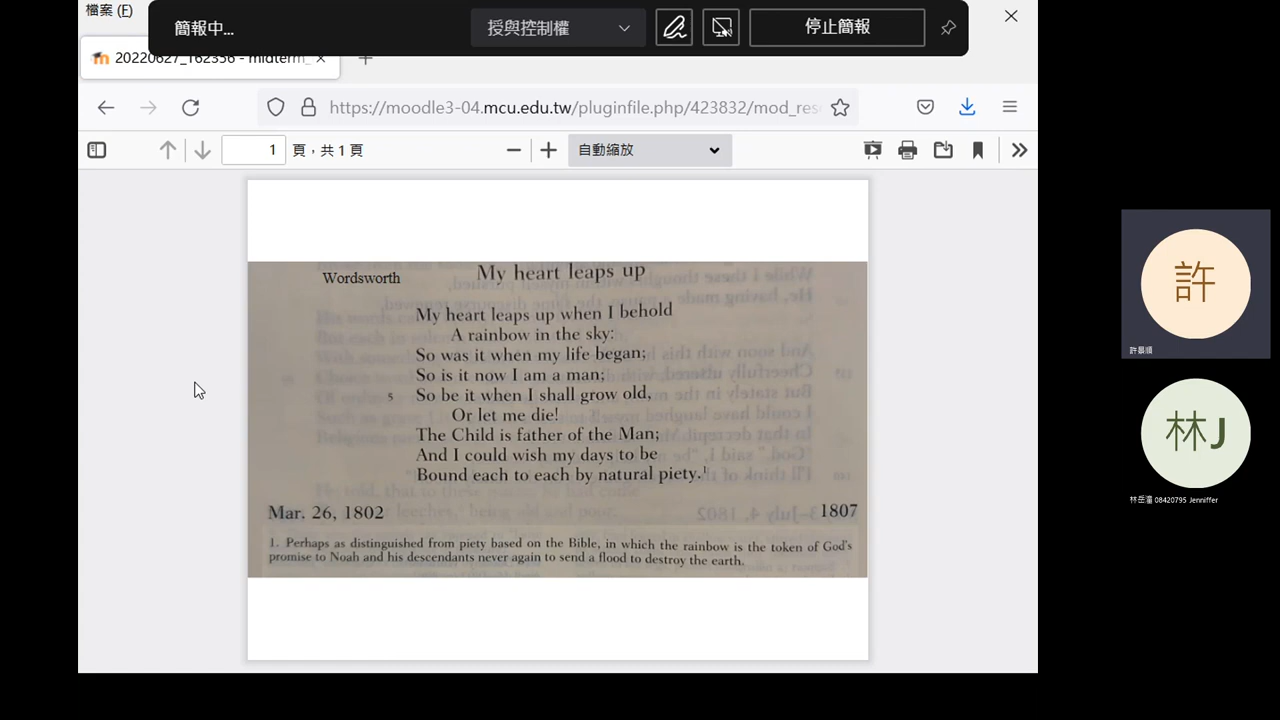 檔案 (F)
簡報中...
授與控制權
停止簡報
20220627_162356 - midterm_
https://moodle3-04.mcu.edu.tw/pluginfile.php/423832/mod_res
1 頁，共 1 頁
自動縮放
Wordsworth
My heart leaps up
My heart leaps up when I behold
A rainbow in the sky:
So was it when my life began;
So is it now I am a man;
5 So be it when I shall grow old,
Or let me die!
The Child is father of the Man;
And I could wish my days to be
Bound each to each by natural piety.¹
Mar. 26, 1802
1807
1. Perhaps as distinguished from piety based on the Bible, in which the rainbow is the token of God's
promise to Noah and his descendants never again to send a flood to destroy the earth.
許
許景順
林J
08420795 Jenniffer